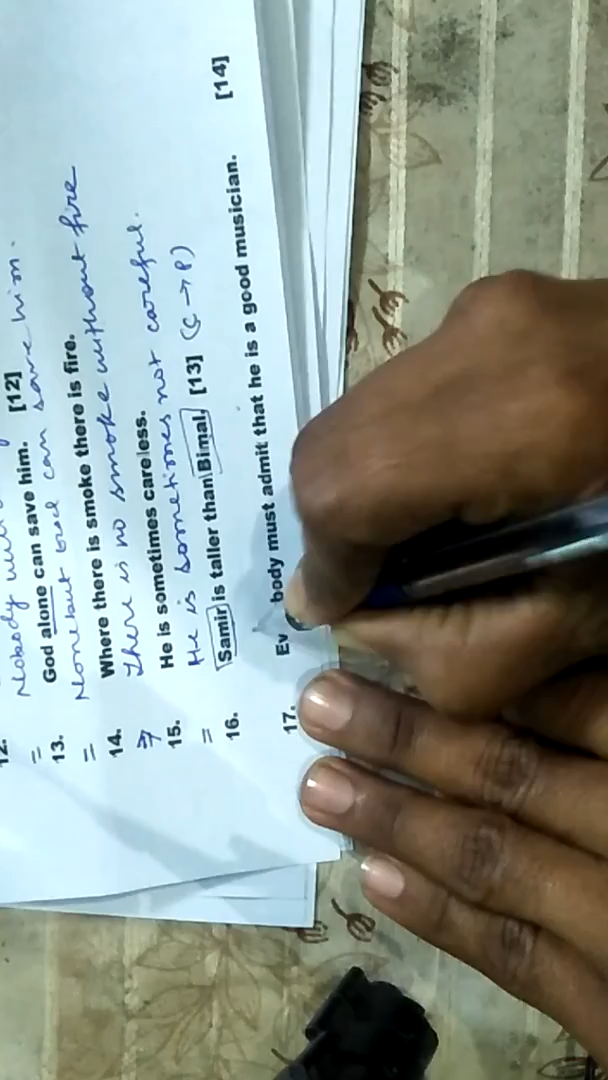 12. Nobody
= 13. God alone can save him. [12]
= None but God can save him.
14. Where there is smoke there is fire.
⇒ There is no smoke without fire
15. He is sometimes careless.
= He is sometimes not careful.
16. Samir is taller than Bimal. [13] (C → P)
17. Ev body must admit that he is a good musician. [14]